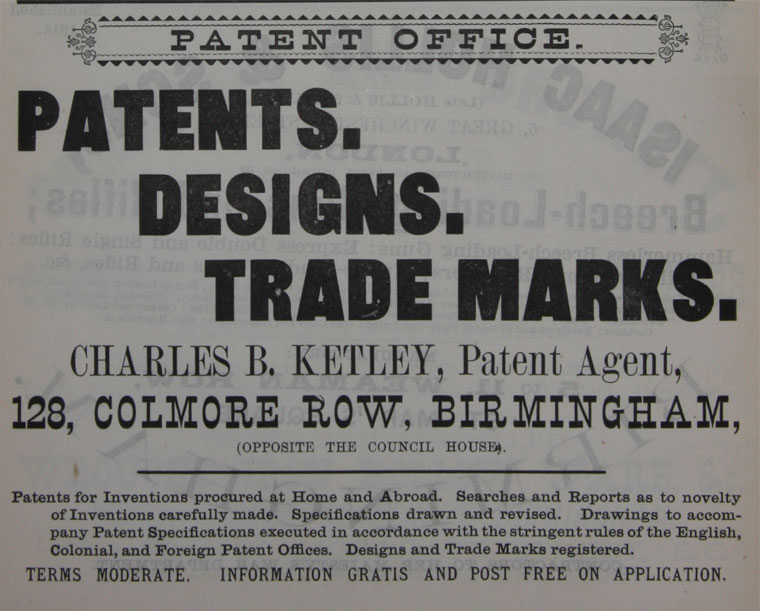 PATENT OFFICE.
PATENTS.
DESIGNS.
TRADE MARKS.
CHARLES B. KETLEY, Patent Agent,
128, COLMORE ROW, BIRMINGHAM,
(OPPOSITE THE COUNCIL HOUSE).
Patents for Inventions procured at Home and Abroad. Searches and Reports as to novelty
of Inventions carefully made. Specifications drawn and revised. Drawings to accom-
pany Patent Specifications executed in accordance with the stringent rules of the English,
Colonial, and Foreign Patent Offices. Designs and Trade Marks registered.
TERMS MODERATE. INFORMATION GRATIS AND POST FREE ON APPLICATION.